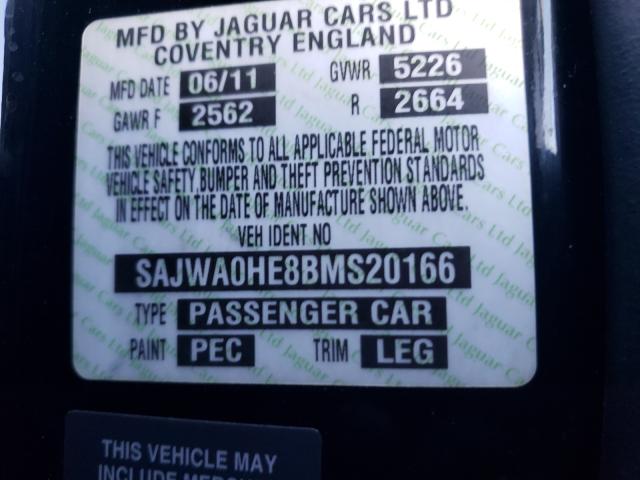 MFD BY JAGUAR CARS LTD
COVENTRY ENGLAND
MFD DATE 06/11 GVWR 5226
GAWR F 2562 R 2664
THIS VEHICLE CONFORMS TO ALL APPLICABLE FEDERAL MOTOR
VEHICLE SAFETY,BUMPER AND THEFT PREVENTION STANDARDS
IN EFFECT ON THE DATE OF MANUFACTURE SHOWN ABOVE.
VEH IDENT NO
SAJWA0HE8BMS20166
TYPE PASSENGER CAR
PAINT PEC TRIM LEG
THIS VEHICLE MAY
INCLUDE